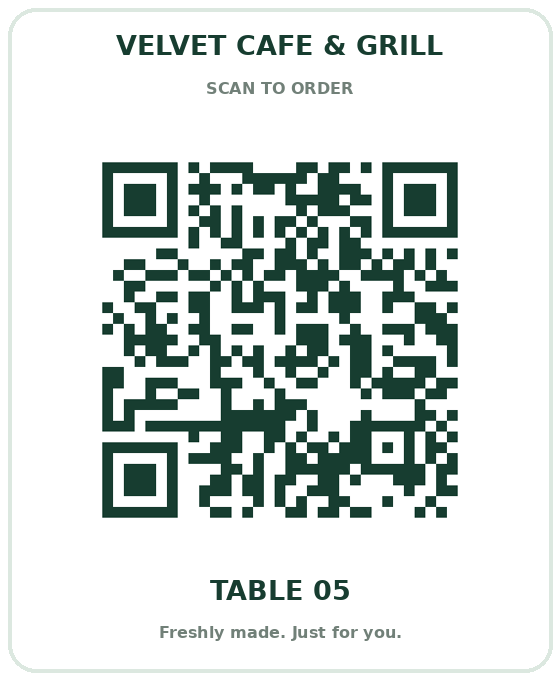 VELVET CAFE & GRILL
SCAN TO ORDER
TABLE 05
Freshly made. Just for you.